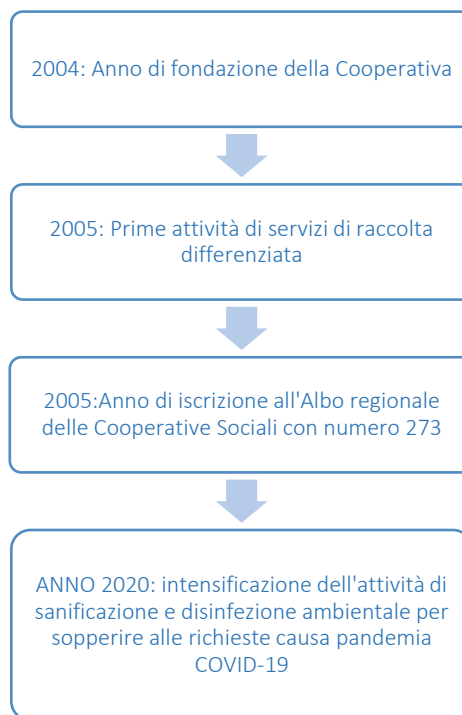 2004: Anno di fondazione della Cooperativa
2005: Prime attività di servizi di raccolta
differenziata
2005:Anno di iscrizione all'Albo regionale
delle Cooperative Sociali con numero 273
ANNO 2020: intensificazione dell'attività di
sanificazione e disinfezione ambientale per
sopperire alle richieste causa pandemia
COVID-19